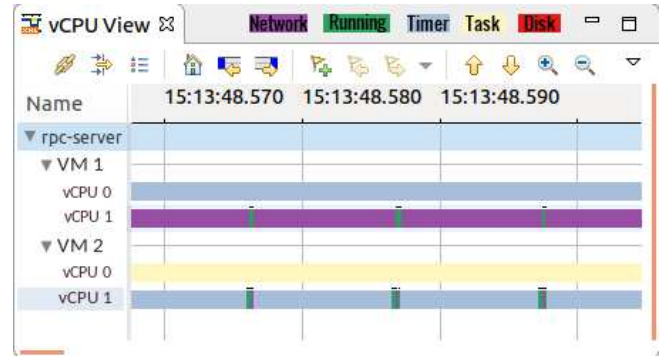 vCPU View Network Running Timer Task Disk
Name 15:13:48.570 15:13:48.580 15:13:48.590
rpc-server
VM 1
vCPU 0
vCPU 1
VM 2
vCPU 0
vCPU 1